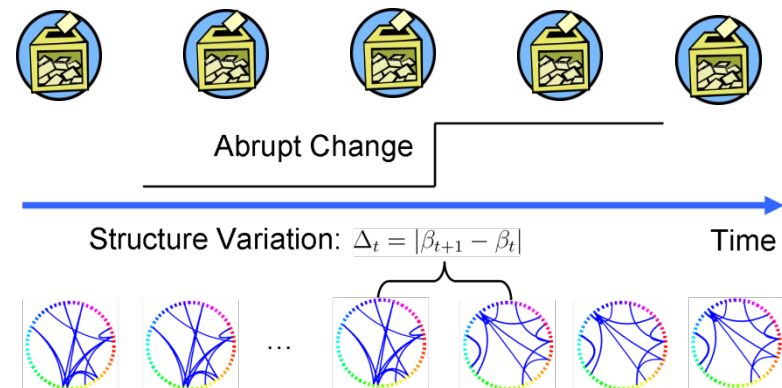 Abrupt Change
Structure Variation: Δ_t = |β_{t+1} − β_t| Time
...